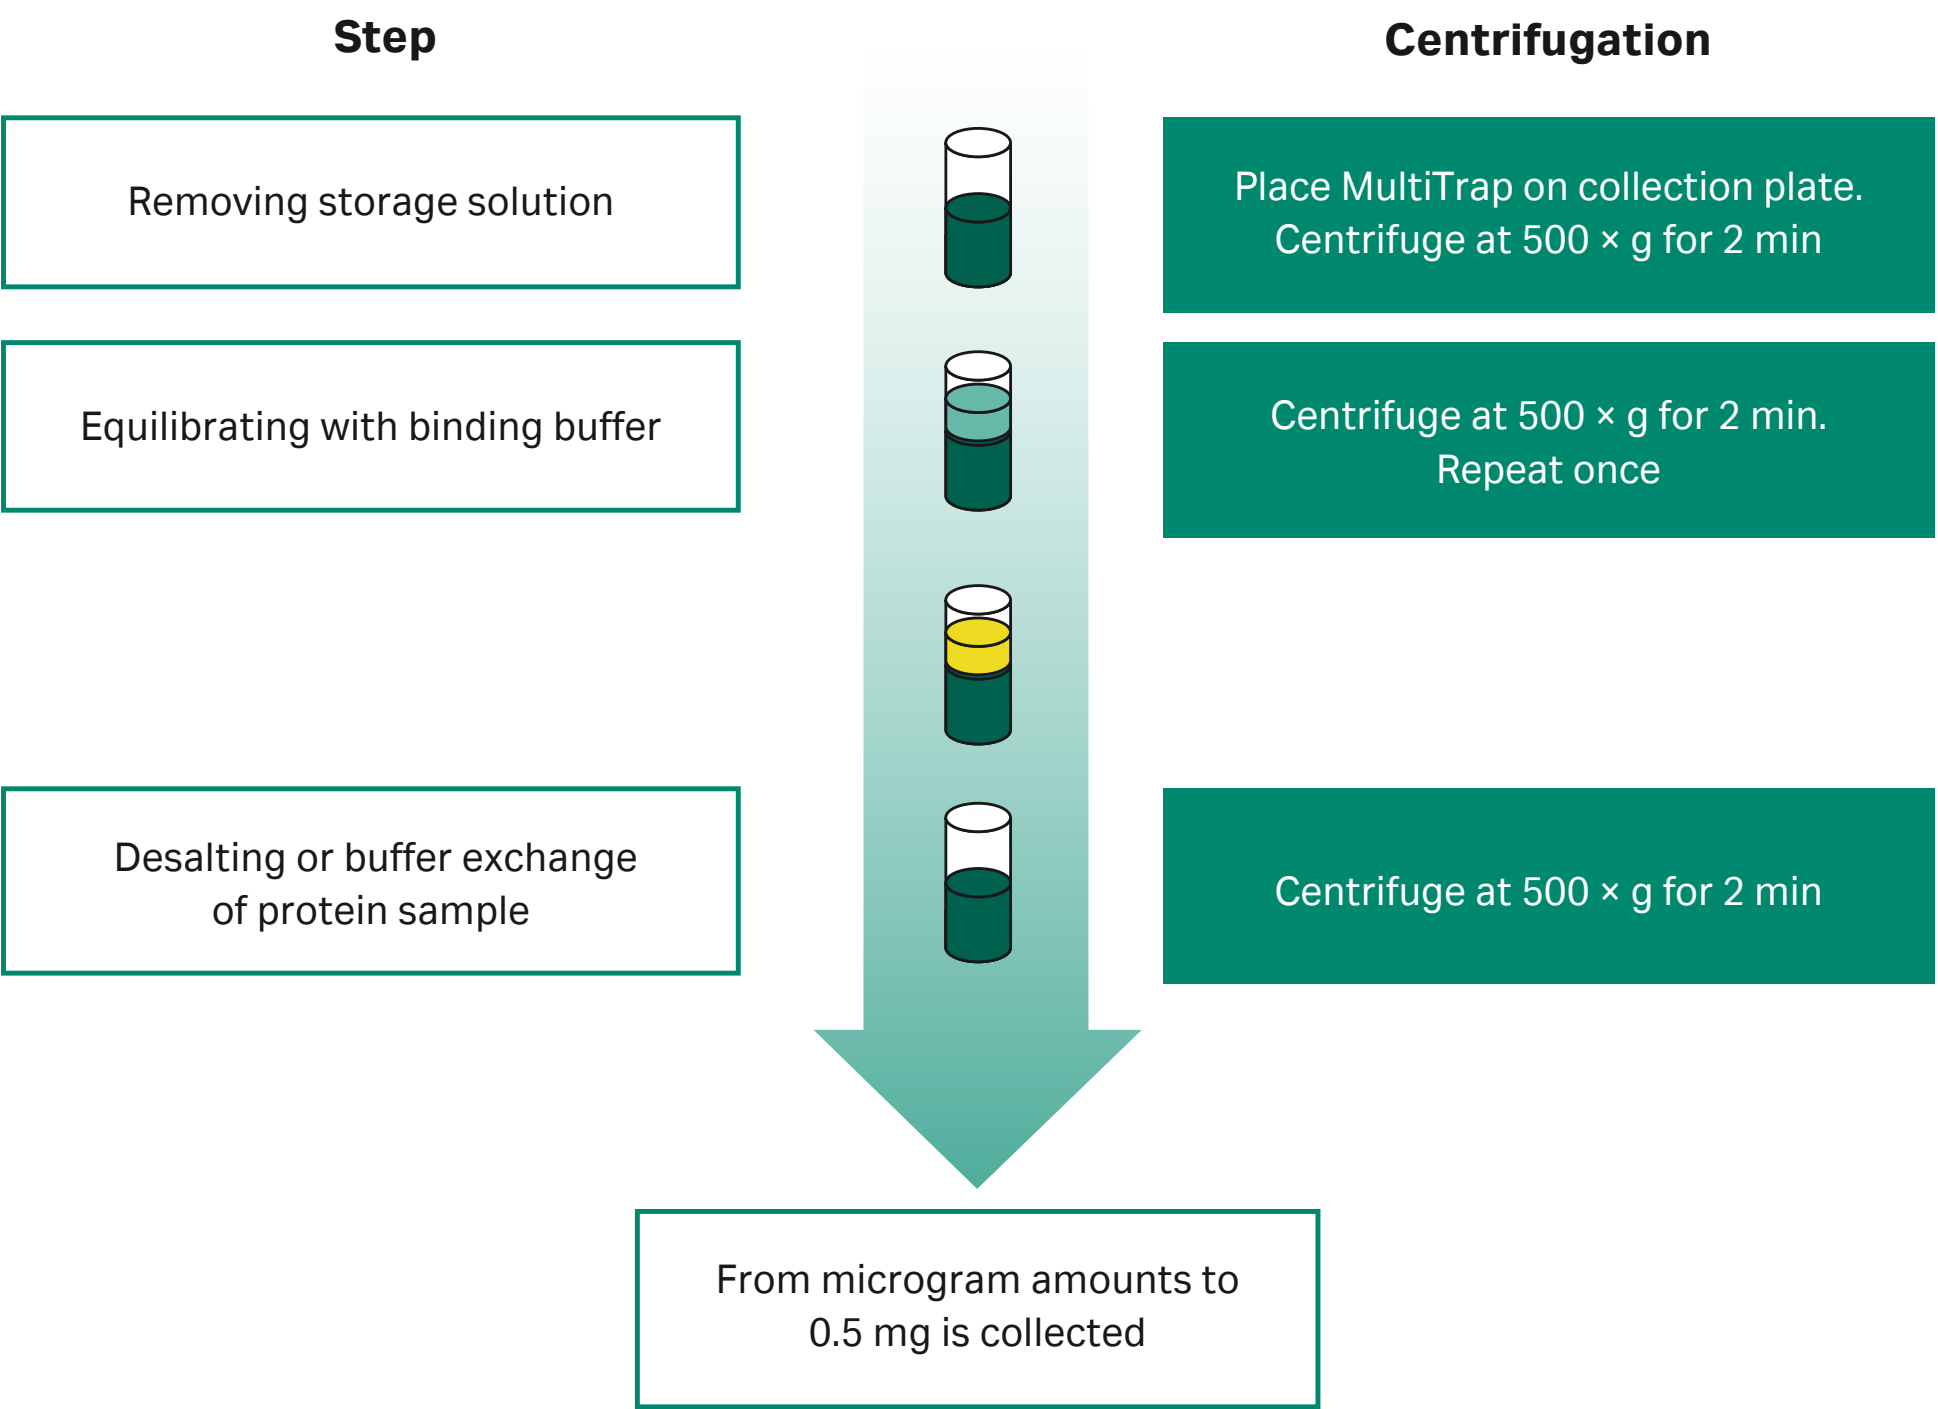 Step
Centrifugation
Removing storage solution
Place MultiTrap on collection plate.
Centrifuge at 500 × g for 2 min
Equilibrating with binding buffer
Centrifuge at 500 × g for 2 min.
Repeat once
Desalting or buffer exchange
of protein sample
Centrifuge at 500 × g for 2 min
From microgram amounts to
0.5 mg is collected